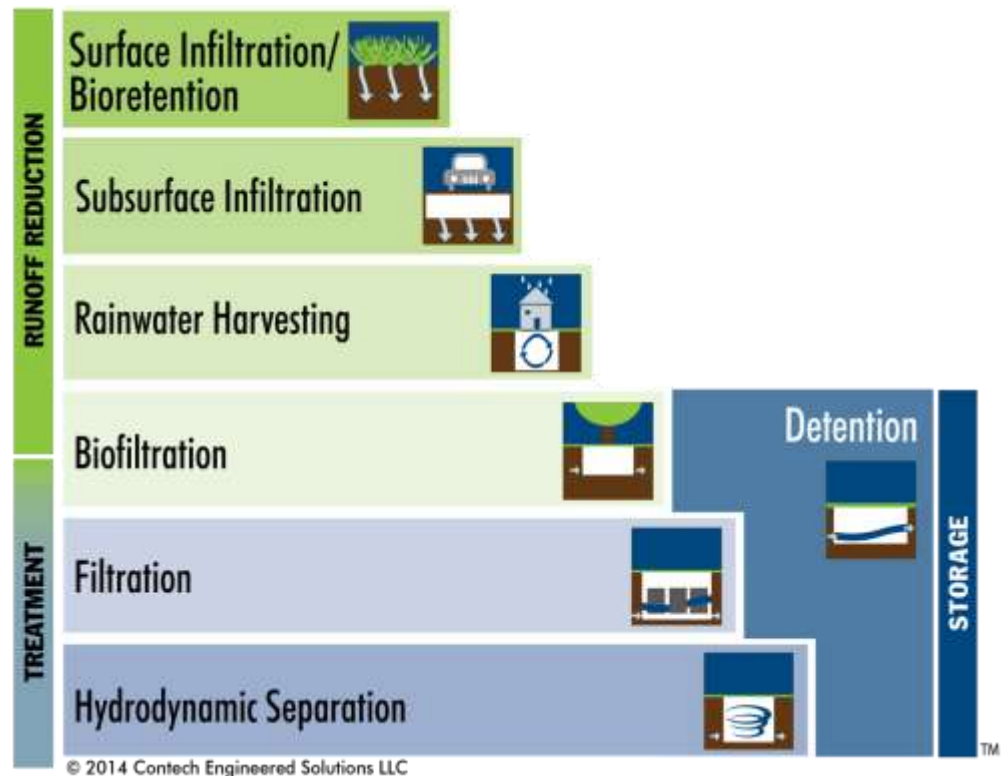 RUNOFF REDUCTION
Surface Infiltration/
Bioretention
Subsurface Infiltration
Rainwater Harvesting
Biofiltration
Detention
TREATMENT
Filtration
STORAGE
Hydrodynamic Separation
TM
© 2014 Contech Engineered Solutions LLC